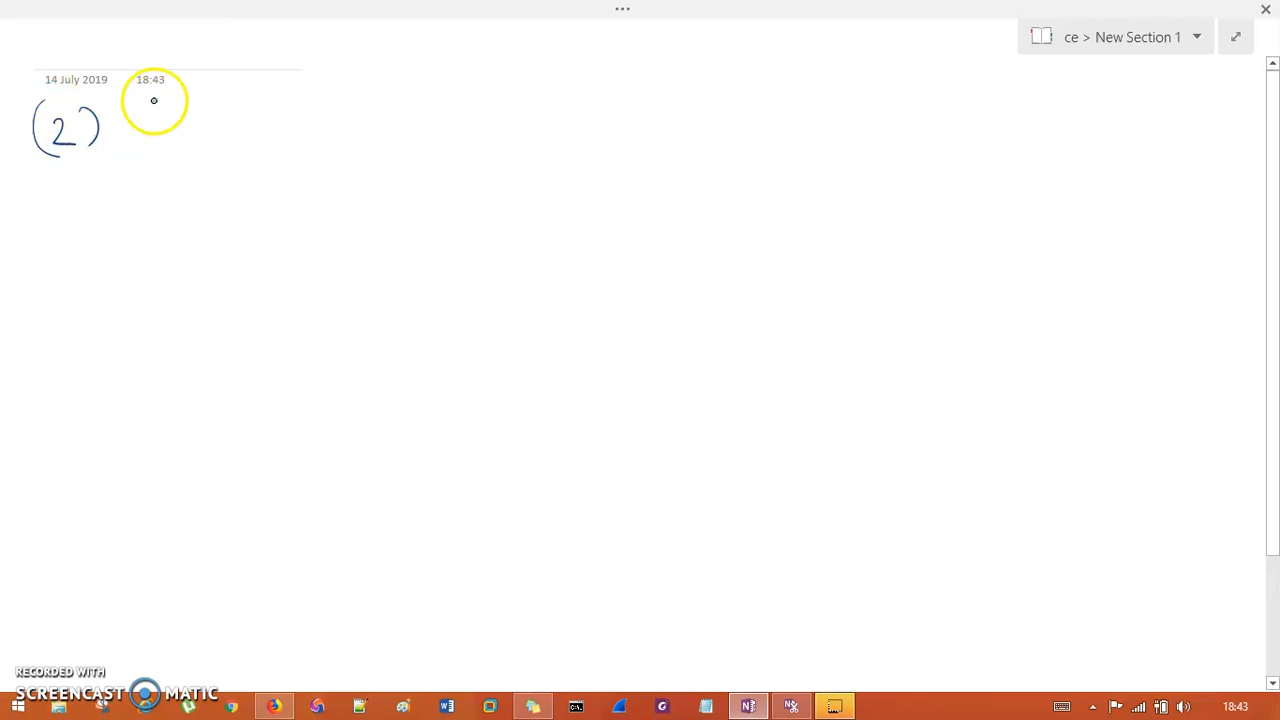 ce > New Section 1
14 July 2019 18:43
(2)
RECORDED WITH
SCREENCAST MATIC
18:43